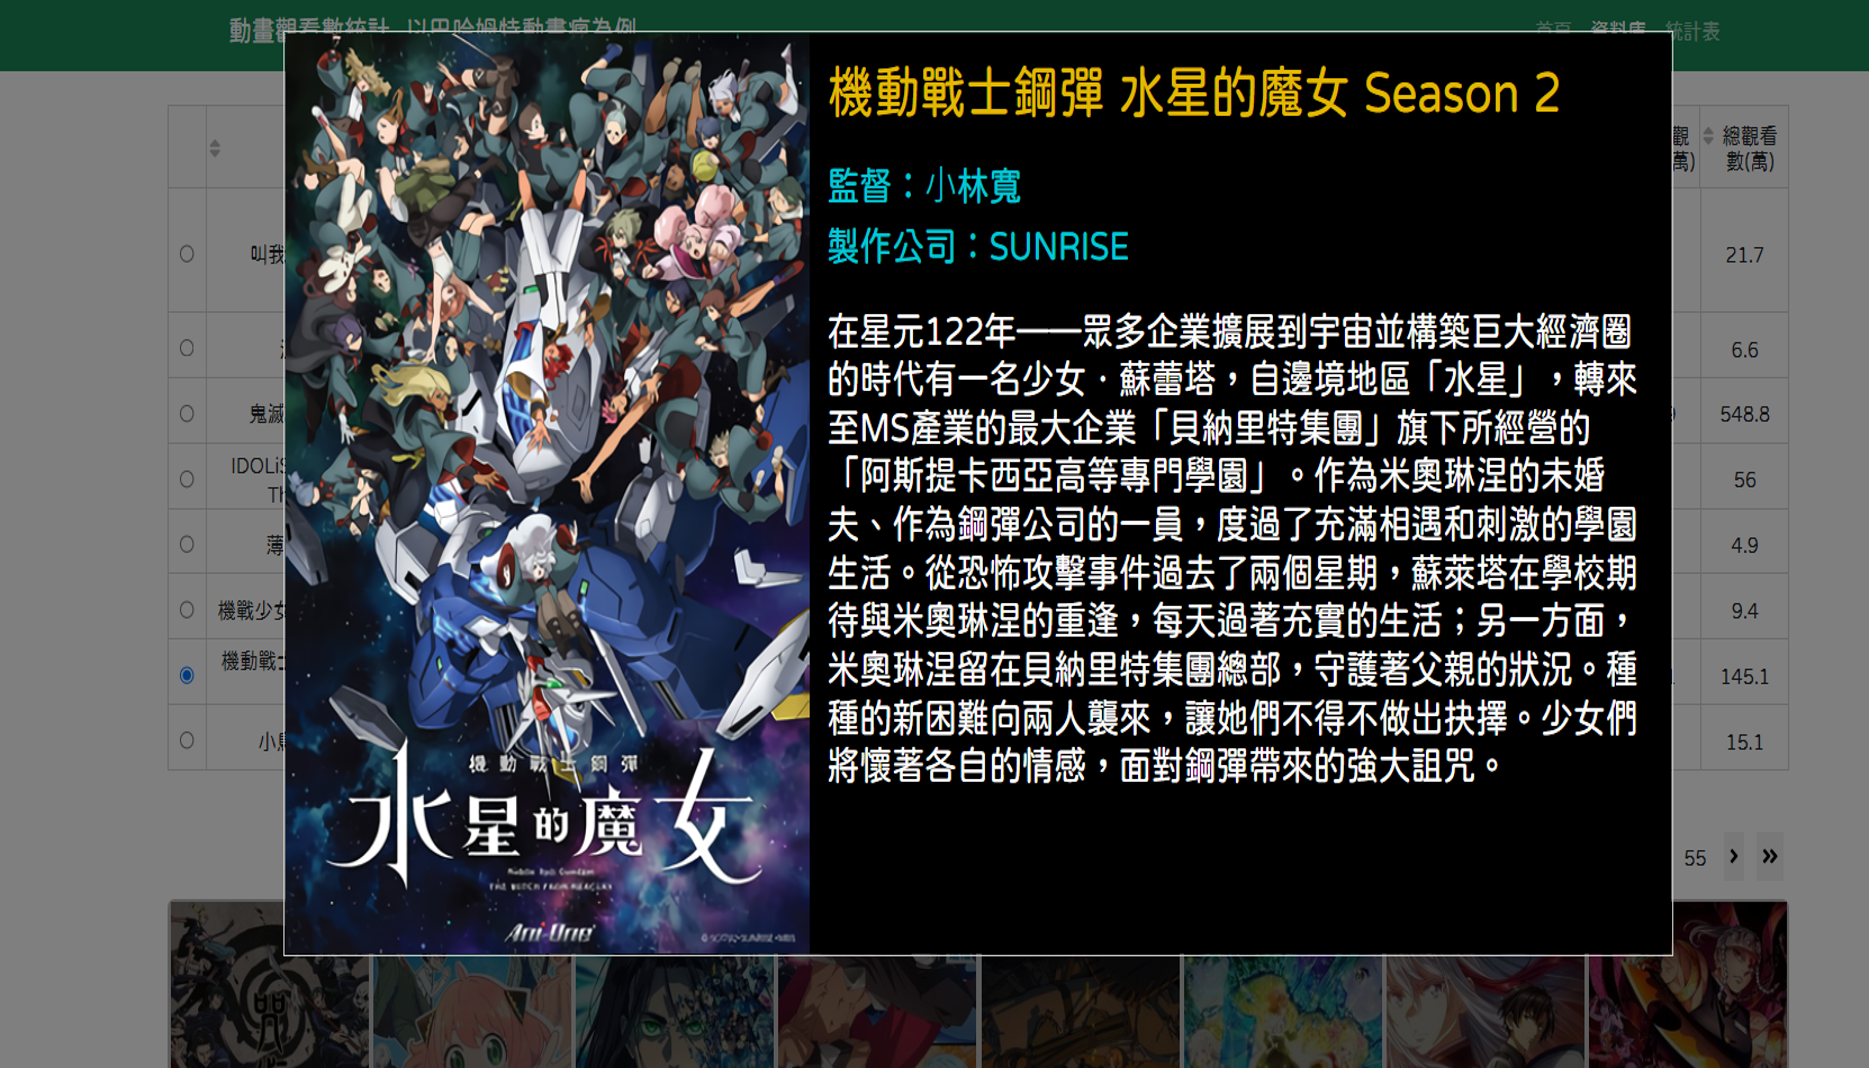 動畫觀看數統計 以巴哈姆特動畫瘋為例
首頁 資料庫 統計表
觀
萬)
總觀看
數(萬)
叫我
21.7
6.6
鬼滅
548.8
IDOLiS
Th
56
薄
4.9
機戰少女
9.4
機動戰士
145.1
小
15.1
55 › »
機動戰士鋼彈 水星的魔女 Season 2
監督：小林寬
製作公司：SUNRISE
在星元122年——眾多企業擴展到宇宙並構築巨大經濟圈
的時代有一名少女．蘇蕾塔，自邊境地區「水星」，轉來
至MS產業的最大企業「貝納里特集團」旗下所經營的
「阿斯提卡西亞高等專門學園」。作為米奧琳涅的未婚
夫、作為鋼彈公司的一員，度過了充滿相遇和刺激的學園
生活。從恐怖攻擊事件過去了兩個星期，蘇萊塔在學校期
待與米奧琳涅的重逢，每天過著充實的生活；另一方面，
米奧琳涅留在貝納里特集團總部，守護著父親的狀況。種
種的新困難向兩人襲來，讓她們不得不做出抉擇。少女們
將懷著各自的情感，面對鋼彈帶來的強大詛咒。
機動戰士鋼彈
水星的魔女
Mobile Suit Gundam
THE WITCH FROM MERCURY
Ani-One